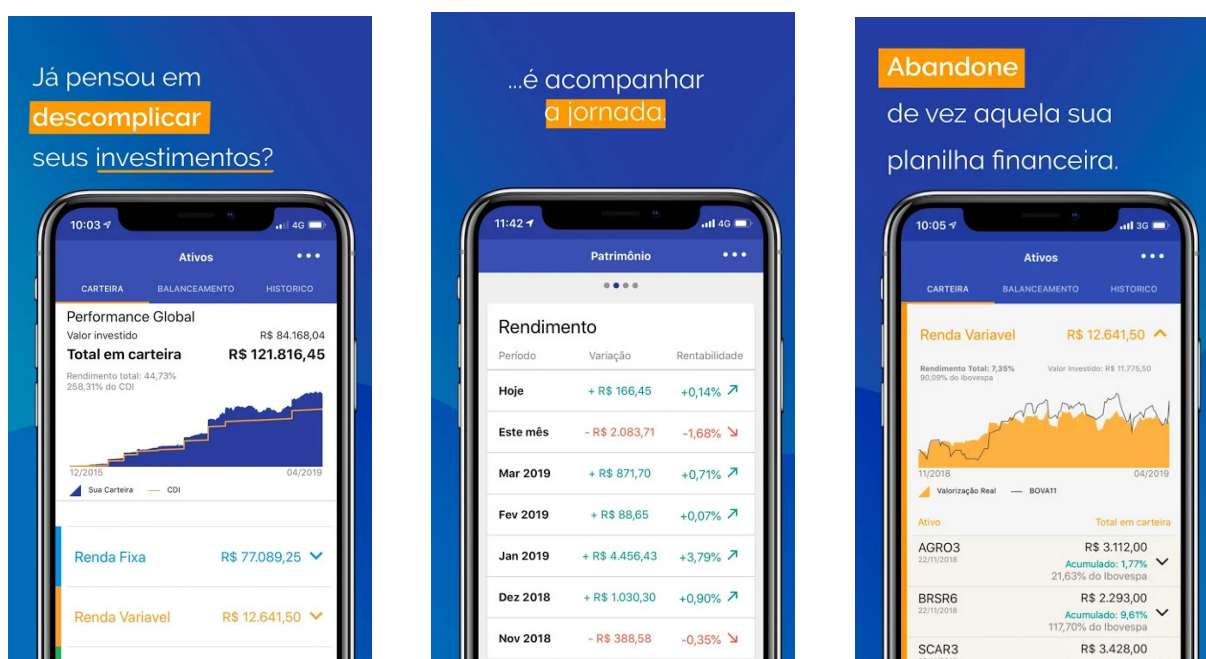 Já pensou em
descomplicar
seus investimentos?
10:03
4G
Ativos
CARTEIRA BALANCEAMENTO HISTORICO
Performance Global
Valor investido R$ 84.168,04
Total em carteira R$ 121.816,45
Rendimento total: 44,73%
258,31% do CDI
12/2015 04/2019
Sua Carteira CDI
Renda Fixa R$ 77.089,25
Renda Variavel R$ 12.641,50
...é acompanhar
a jornada.
11:42
4G
Patrimônio
Rendimento
Período Variação Rentabilidade
Hoje + R$ 166,45 +0,14%
Este mês - R$ 2.083,71 -1,68%
Mar 2019 + R$ 871,70 +0,71%
Fev 2019 + R$ 88,65 +0,07%
Jan 2019 + R$ 4.456,43 +3,79%
Dez 2018 + R$ 1.030,30 +0,90%
Nov 2018 - R$ 388,58 -0,35%
Abandone
de vez aquela sua
planilha financeira.
10:05
3G
Ativos
CARTEIRA BALANCEAMENTO HISTORICO
Renda Variavel R$ 12.641,50
Rendimento Total: 7,35% Valor Investido: R$ 11.775,50
90,09% do Ibovespa
11/2018 04/2019
Valorização Real BOVA11
Ativo Total em carteira
AGRO3 R$ 3.112,00
22/11/2018 Acumulado: 1,77%
21,63% do Ibovespa
BRSR6 R$ 2.293,00
22/11/2018 Acumulado: 9,61%
117,70% do Ibovespa
SCAR3 R$ 3.428,00